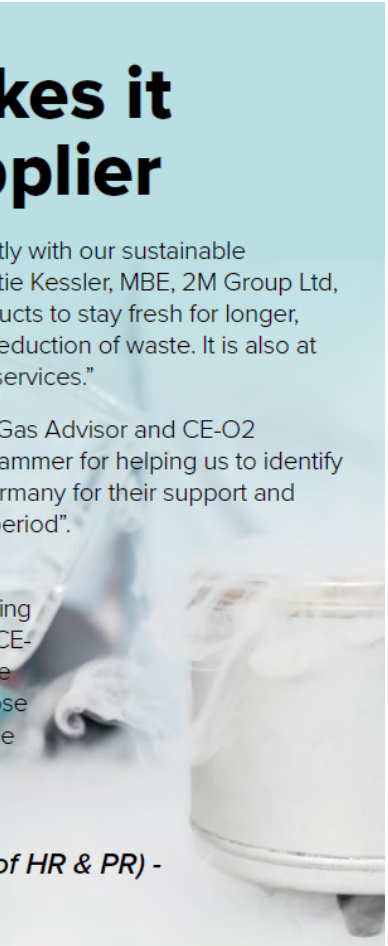 kes it
pplier
tly with our sustainable
tie Kessler, MBE, 2M Group Ltd,
ucts to stay fresh for longer,
eduction of waste. It is also at
services.”
Gas Advisor and CE-O2
ammer for helping us to identify
rmany for their support and
period”.
ing
CE-
e
ose
e
of HR & PR) -